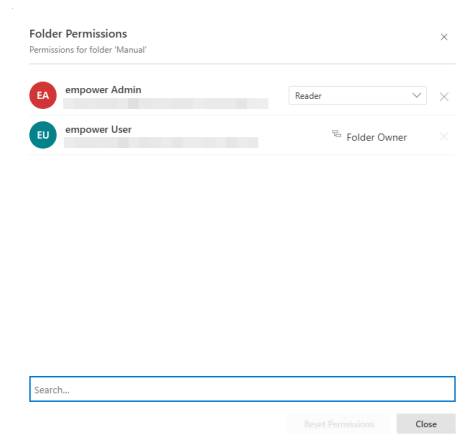 Folder Permissions
Permissions for folder 'Manual'
EA
empower Admin
Reader
EU
empower User
Folder Owner
Search...
Reset Permissions
Close